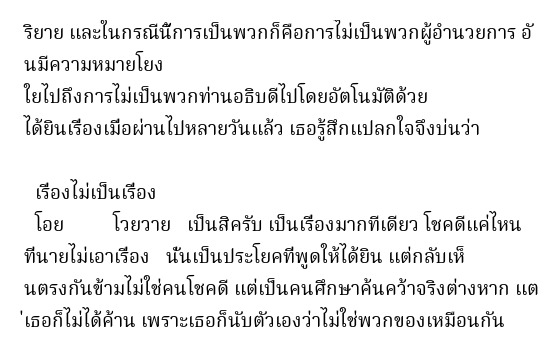 ริยาย และในกรณีนี้การเป็นพวกก็คือการไม่เป็นพวกผู้อำนวยการ อั
นมีความหมายโยง
ใยไปถึงการไม่เป็นพวกท่านอธิบดีไปโดยอัตโนมัติด้วย
ได้ยินเรื่องเมื่อผ่านไปหลายวันแล้ว เธอรู้สึกแปลกใจจึงบ่นว่า
เรื่องไม่เป็นเรื่อง
โอย โวยวาย เป็นสิครับ เป็นเรื่องมากทีเดียว โชคดีแค่ไหน
ที่นายไม่เอาเรื่อง นั่นเป็นประโยคที่พูดให้ได้ยิน แต่กลับเห็
นตรงกันข้ามไม่ใช่คนโชคดี แต่เป็นคนศึกษาค้นคว้าจริงต่างหาก แต
่เธอก็ไม่ได้ค้าน เพราะเธอก็นับตัวเองว่าไม่ใช่พวกของเหมือนกัน